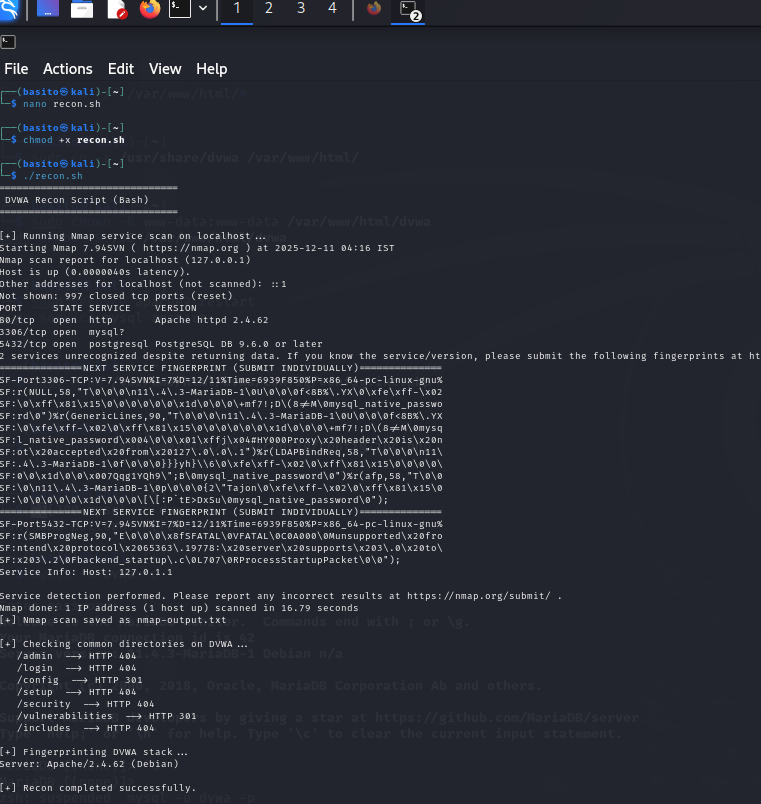 1 2 3 4
2
File Actions Edit View Help
┌──(basito㉿kali)-[~]
└─$ nano recon.sh
┌──(basito㉿kali)-[~]
└─$ chmod +x recon.sh
┌──(basito㉿kali)-[~]
└─$ ./recon.sh
==============================
DVWA Recon Script (Bash)
==============================
[+] Running Nmap service scan on localhost...
Starting Nmap 7.94SVN ( https://nmap.org ) at 2025-12-11 04:16 IST
Nmap scan report for localhost (127.0.0.1)
Host is up (0.0000040s latency).
Other addresses for localhost (not scanned): ::1
Not shown: 997 closed tcp ports (reset)
PORT STATE SERVICE VERSION
80/tcp open http Apache httpd 2.4.62
3306/tcp open mysql?
5432/tcp open postgresql PostgreSQL DB 9.6.0 or later
2 services unrecognized despite returning data. If you know the service/version, please submit the following fingerprints at ht
==============NEXT SERVICE FINGERPRINT (SUBMIT INDIVIDUALLY)==============
SF-Port3306-TCP:V=7.94SVN%I=7%D=12/11%Time=6939F850%P=x86_64-pc-linux-gnu%
SF:r(NULL,58,"T\0\0\0\n11\.4\.3-MariaDB-1\0U\0\0\0f<8B%\.YX\0\xfe\xff-\x02
SF:\0\xff\x81\x15\0\0\0\0\0\0\x1d\0\0\0\+mf7!;D\(8≠M\0mysql_native_passwo
SF:rd\0")%r(GenericLines,90,"T\0\0\0\n11\.4\.3-MariaDB-1\0U\0\0\0f<8B%\.YX
SF:\0\xfe\xff-\x02\0\xff\x81\x15\0\0\0\0\0\0\x1d\0\0\0\+mf7!;D\(8≠M\0mysq
SF:l_native_password\0\x04\0\0\x01\xffj\x04#HY000Proxy\x20header\x20is\x20n
SF:ot\x20accepted\x20from\x20127\.0\.0\.1")%r(LDAPBindReq,58,"T\0\0\0\n11\
SF:.4\.3-MariaDB-1\0f\0\0\0}}}yh}\\6\0\xfe\xff-\x02\0\xff\x81\x15\0\0\0\0\
SF:0\0\x1d\0\0\x007Qqg1YQh9\";B\0mysql_native_password\0")%r(afp,58,"T\0\0
SF:\0\n11\.4\.3-MariaDB-1\0p\0\0\0{2\"Tajon\0\xfe\xff-\x02\0\xff\x81\x15\0
SF:\0\0\0\0\0\x1d\0\0\0\[\[:P`tE>DxSu\0mysql_native_password\0");
==============NEXT SERVICE FINGERPRINT (SUBMIT INDIVIDUALLY)==============
SF-Port5432-TCP:V=7.94SVN%I=7%D=12/11%Time=6939F850%P=x86_64-pc-linux-gnu%
SF:r(SMBProgNeg,90,"E\0\0\0\x8fSFATAL\0VFATAL\0C0A000\0Munsupported\x20fro
SF:ntend\x20protocol\x2065363\.19778:\x20server\x20supports\x203\.0\x20to\
SF:x203\.2\0Fbackend_startup\.c\0L707\0RProcessStartupPacket\0\0");
Service Info: Host: 127.0.1.1
Service detection performed. Please report any incorrect results at https://nmap.org/submit/ .
Nmap done: 1 IP address (1 host up) scanned in 16.79 seconds
[+] Nmap scan saved as nmap-output.txt
[+] Checking common directories on DVWA...
/admin ⟶ HTTP 404
/login ⟶ HTTP 404
/config ⟶ HTTP 301
/setup ⟶ HTTP 404
/security ⟶ HTTP 404
/vulnerabilities ⟶ HTTP 301
/includes ⟶ HTTP 404
[+] Fingerprinting DVWA stack...
Server: Apache/2.4.62 (Debian)
[+] Recon completed successfully.